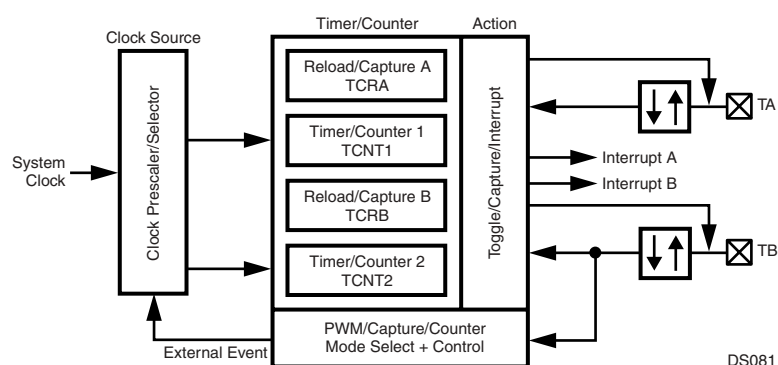 Timer/Counter
Action
Clock Source
Reload/Capture A
TCRA
Timer/Counter 1
TCNT1
Reload/Capture B
TCRB
Timer/Counter 2
TCNT2
System
Clock
Clock Prescaler/Selector
Toggle/Capture/Interrupt
TA
Interrupt A
Interrupt B
TB
PWM/Capture/Counter
Mode Select + Control
External Event
DS081